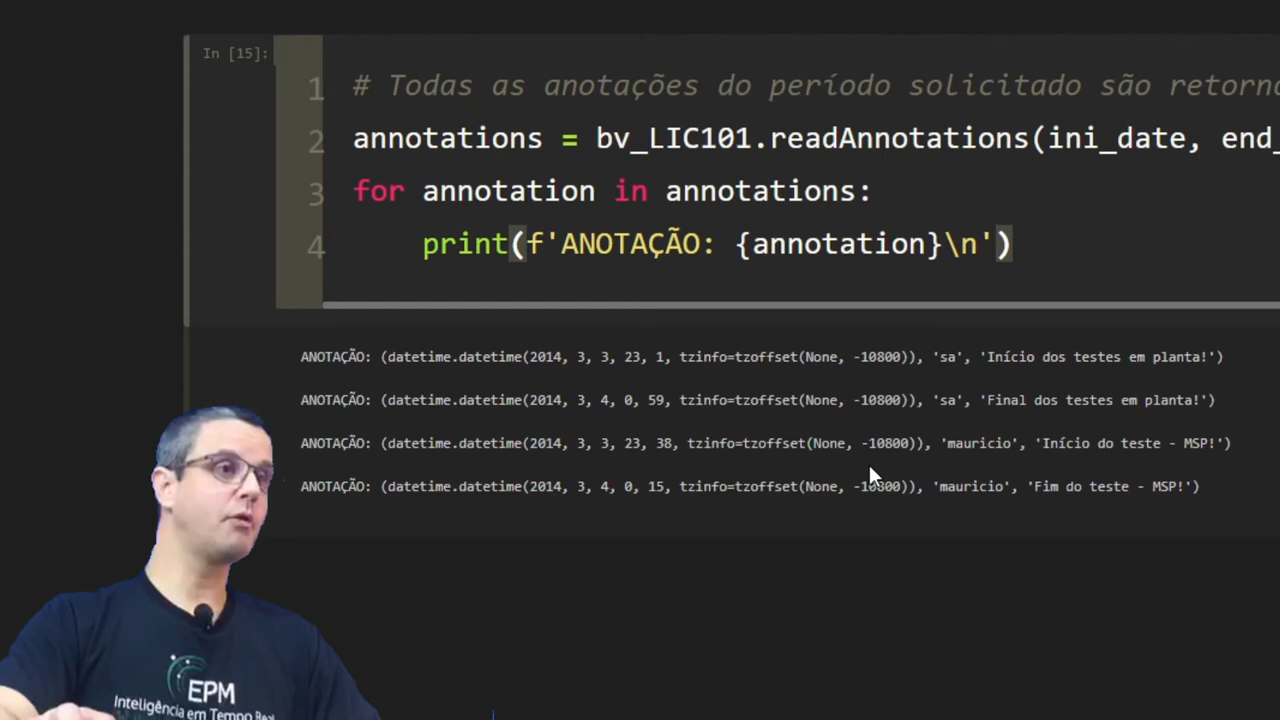 In [15]:
1 # Todas as anotações do período solicitado são retorna
2 annotations = bv_LIC101.readAnnotations(ini_date, end_
3 for annotation in annotations:
4 print(f'ANOTAÇÃO: {annotation}\n')
ANOTAÇÃO: (datetime.datetime(2014, 3, 3, 23, 1, tzinfo=tzoffset(None, -10800)), 'sa', 'Início dos testes em planta!')
ANOTAÇÃO: (datetime.datetime(2014, 3, 4, 0, 59, tzinfo=tzoffset(None, -10800)), 'sa', 'Final dos testes em planta!')
ANOTAÇÃO: (datetime.datetime(2014, 3, 3, 23, 38, tzinfo=tzoffset(None, -10800)), 'mauricio', 'Início do teste - MSP!')
ANOTAÇÃO: (datetime.datetime(2014, 3, 4, 0, 15, tzinfo=tzoffset(None, -10800)), 'mauricio', 'Fim do teste - MSP!')
EPM
Inteligência em Tempo Real